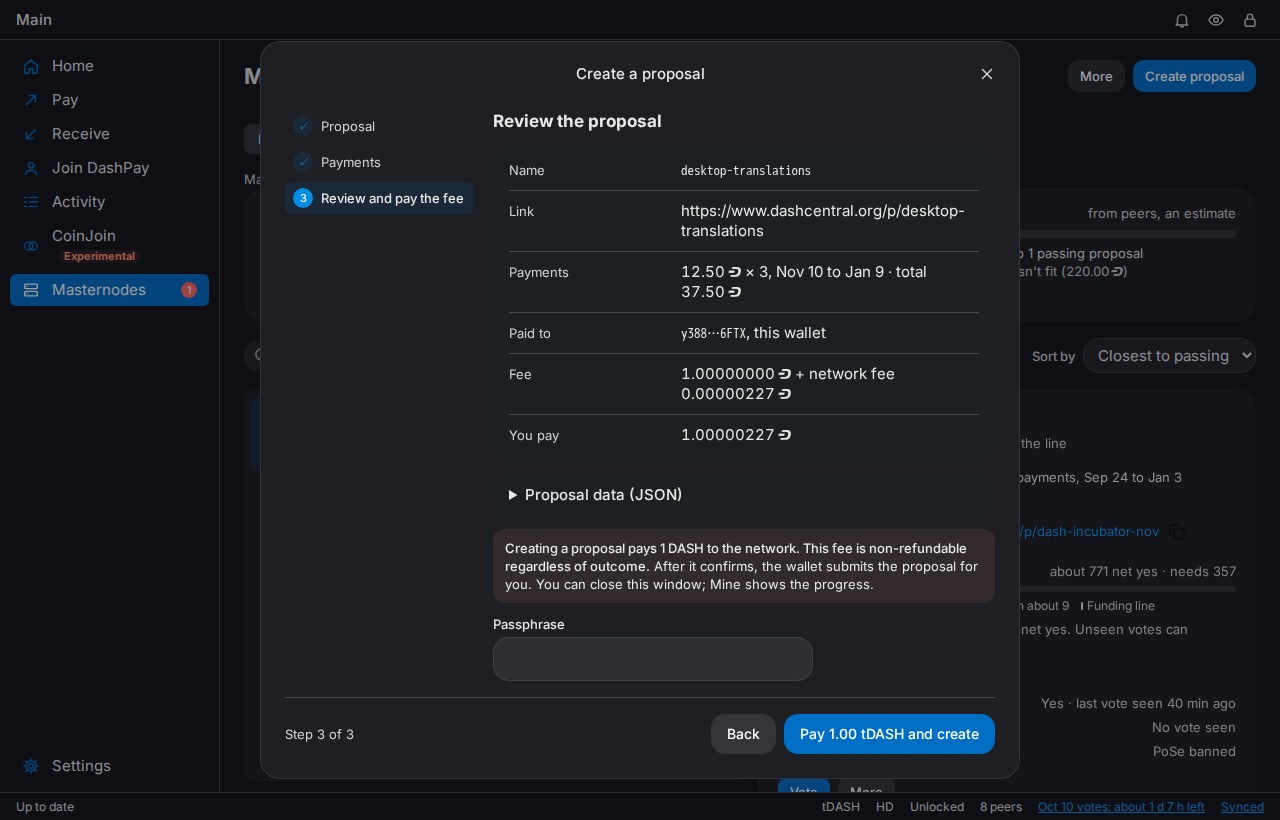 Main
Home
Pay
Receive
Join DashPay
Activity
CoinJoin
Experimental
Masternodes
1
Settings
More
Create proposal
from peers, an estimate
1 passing proposal
fit (220.00
Sort by
Closest to passing
the line
payments, Sep 24 to Jan 3
/p/dash-incubator-nov
about 771 net yes · needs 357
about 9
Funding line
net yes. Unseen votes can
Yes · last vote seen 40 min ago
No vote seen
PoSe banned
Vote
More
Create a proposal
✓ Proposal
✓ Payments
3 Review and pay the fee
Review the proposal
Name desktop-translations
Link https://www.dashcentral.org/p/desktop-
translations
Payments 12.50 × 3, Nov 10 to Jan 9 · total
37.50
Paid to y388…6FTX, this wallet
Fee 1.00000000 + network fee
0.00000227
You pay 1.00000227
Proposal data (JSON)
Creating a proposal pays 1 DASH to the network. This fee is non-refundable
regardless of outcome. After it confirms, the wallet submits the proposal for
you. You can close this window; Mine shows the progress.
Passphrase
Step 3 of 3
Back
Pay 1.00 tDASH and create
Up to date
tDASH
HD
Unlocked
8 peers
Oct 10 votes: about 1 d 7 h left
Synced